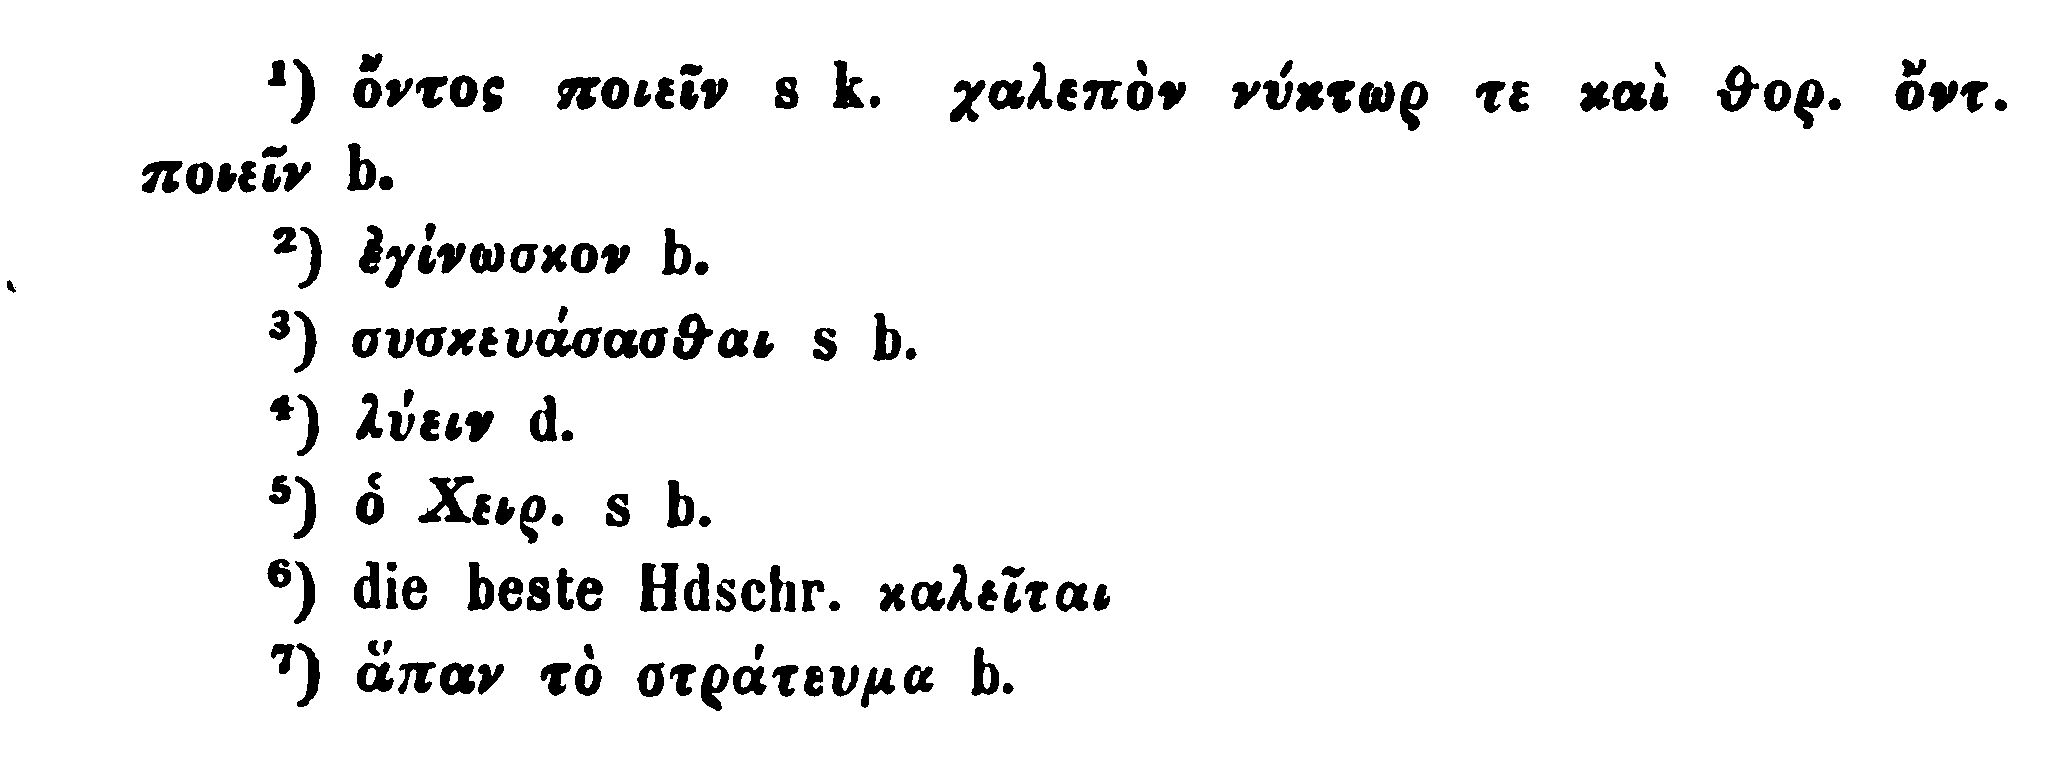 ¹) ὄντος ποιεῖν s k. χαλεπὸν νύκτωρ τε καὶ θορ. ὄντ.
ποιεῖν b.
²) ἐγίνωσκον b.
³) συσκευάσασθαι s b.
⁴) λύειν d.
⁵) ὁ Χειρ. s b.
⁶) die beste Hdschr. καλεῖται
⁷) ἅπαν τὸ στράτευμα b.